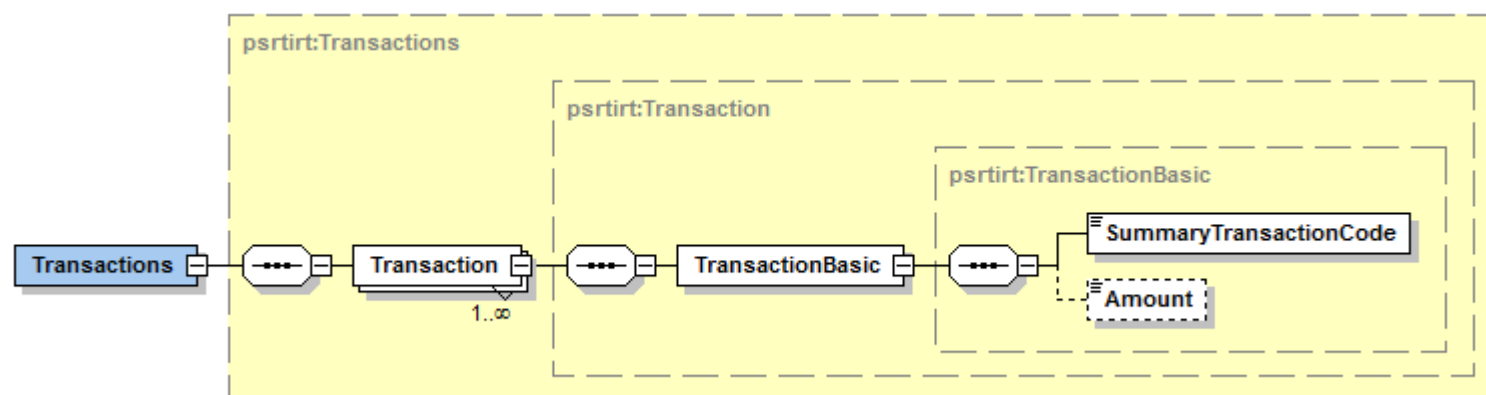 psrtirt:Transactions
psrtirt:Transaction
psrtirt:TransactionBasic
SummaryTransactionCode
Transactions
Transaction
TransactionBasic
Amount
1..∞